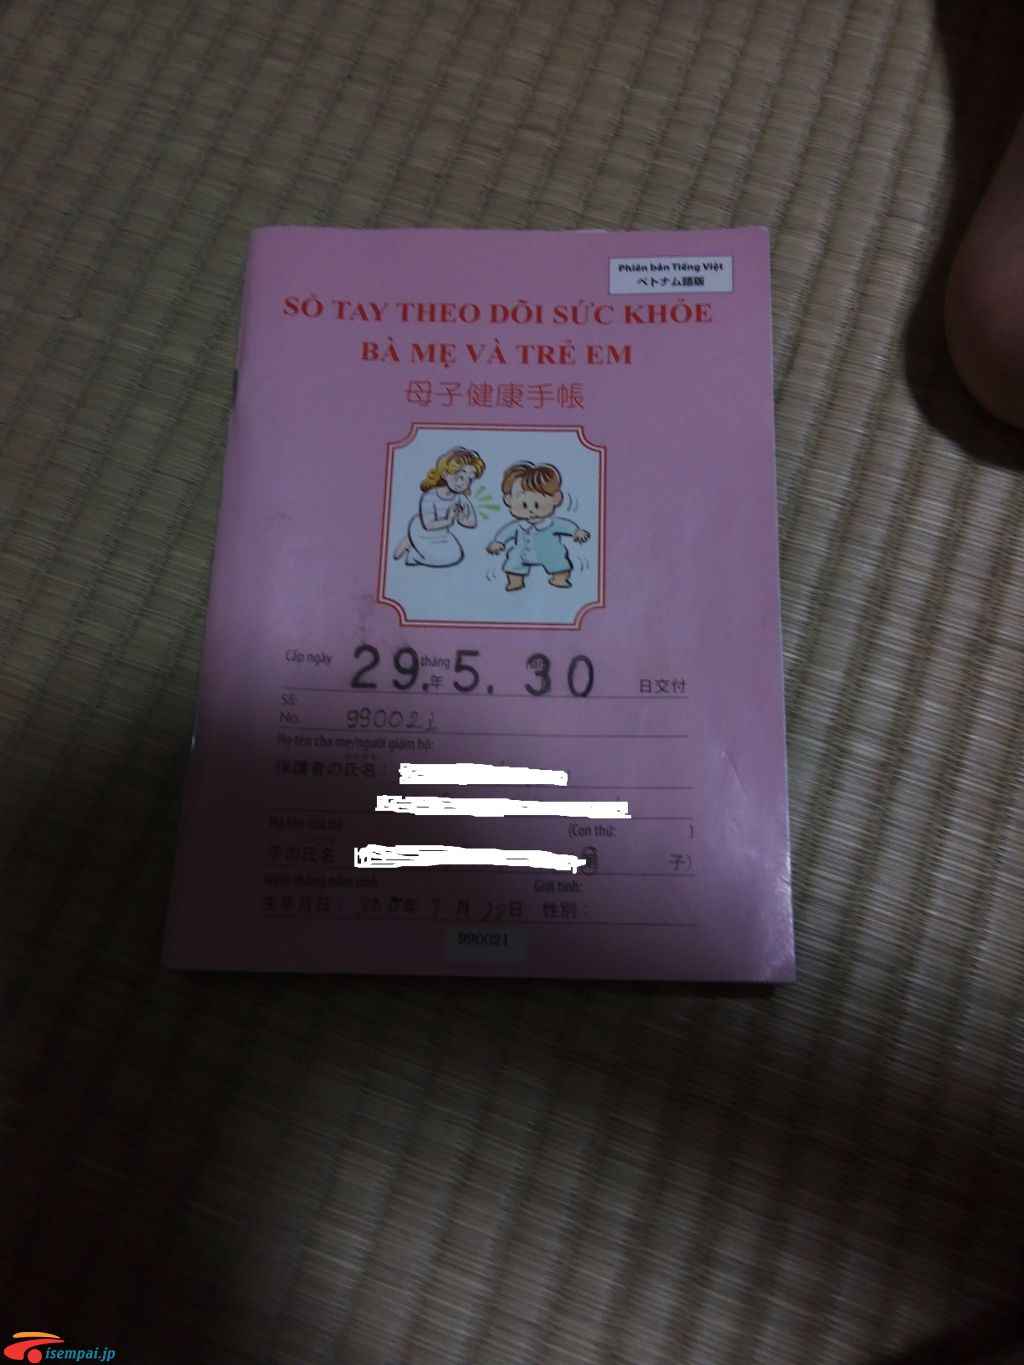 Phiên bản Tiếng Việt
ベトナム語版
SỔ TAY THEO DÕI SỨC KHỎE
BÀ MẸ VÀ TRẺ EM
母子健康手帳
Cấp ngày 29. tháng 年 5. 30 日交付
Số:
No. 990021
Họ tên cha mẹ/người giám hộ:
保護者の氏名：
Họ tên của trẻ (Con thứ: )
子の氏名 子）
Ngày tháng năm sinh Giới tính:
生年月日： 年 月 日 性別：
990021
isempai.jp